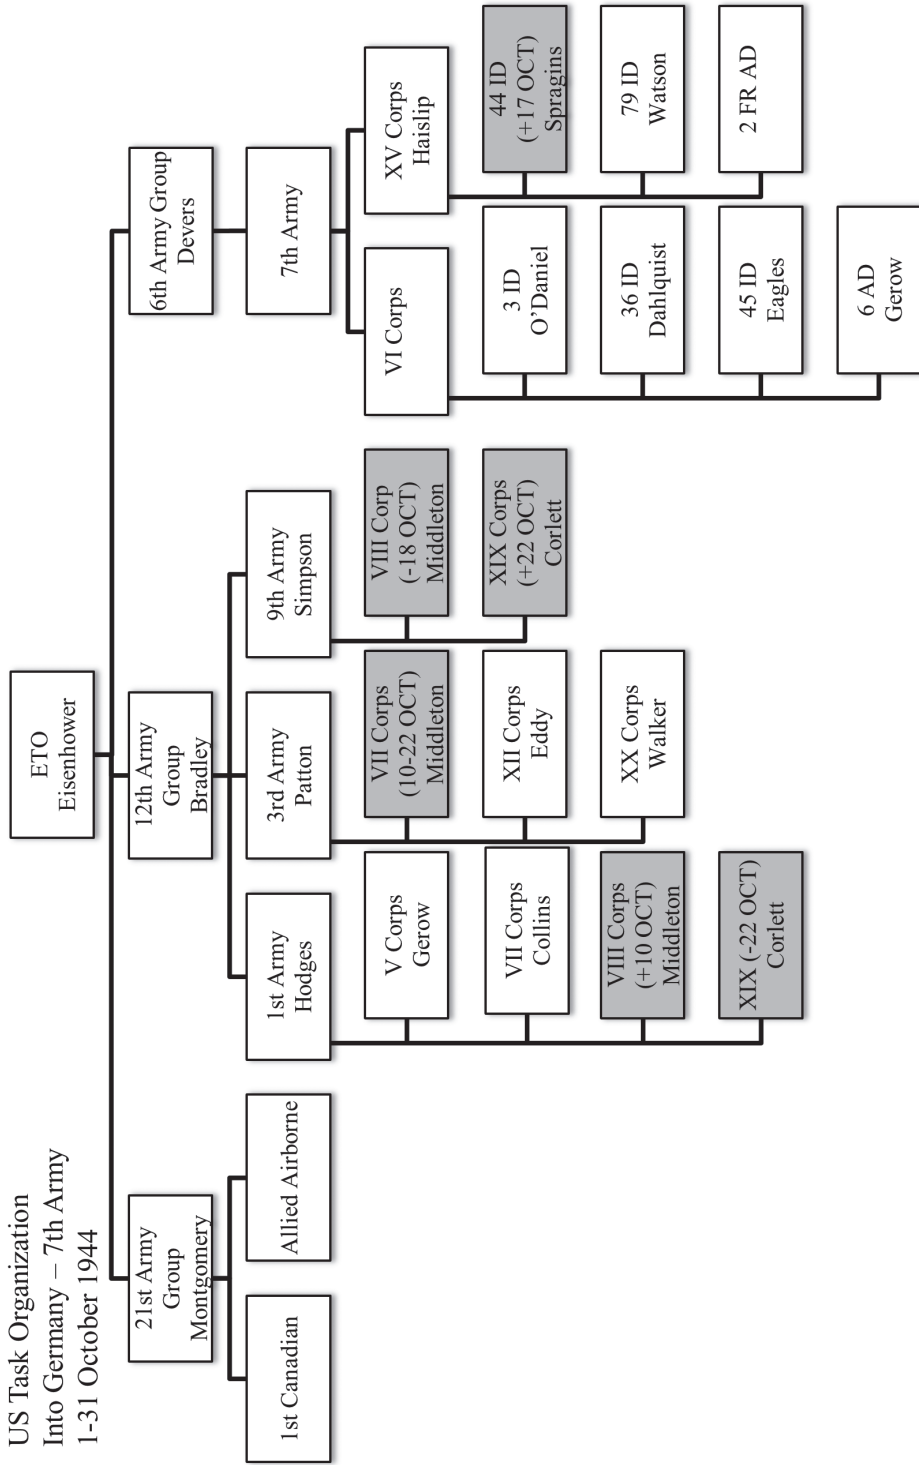 US Task Organization
Into Germany – 7th Army
1-31 October 1944
ETO
Eisenhower
21st Army
Group
Montgomery
12th Army
Group
Bradley
6th Army Group
Devers
1st Canadian
Allied Airborne
1st Army
Hodges
3rd Army
Patton
9th Army
Simpson
7th Army
V Corps
Gerow
VII Corps
Collins
VIII Corps
(+10 OCT)
Middleton
XIX (-22 OCT)
Corlett
VII Corps
(10-22 OCT)
Middleton
XII Corps
Eddy
XX Corps
Walker
VIII Corp
(-18 OCT)
Middleton
XIX Corps
(+22 OCT)
Corlett
VI Corps
XV Corps
Haislip
3 ID
O’Daniel
36 ID
Dahlquist
45 ID
Eagles
6 AD
Gerow
44 ID
(+17 OCT)
Spragins
79 ID
Watson
2 FR AD